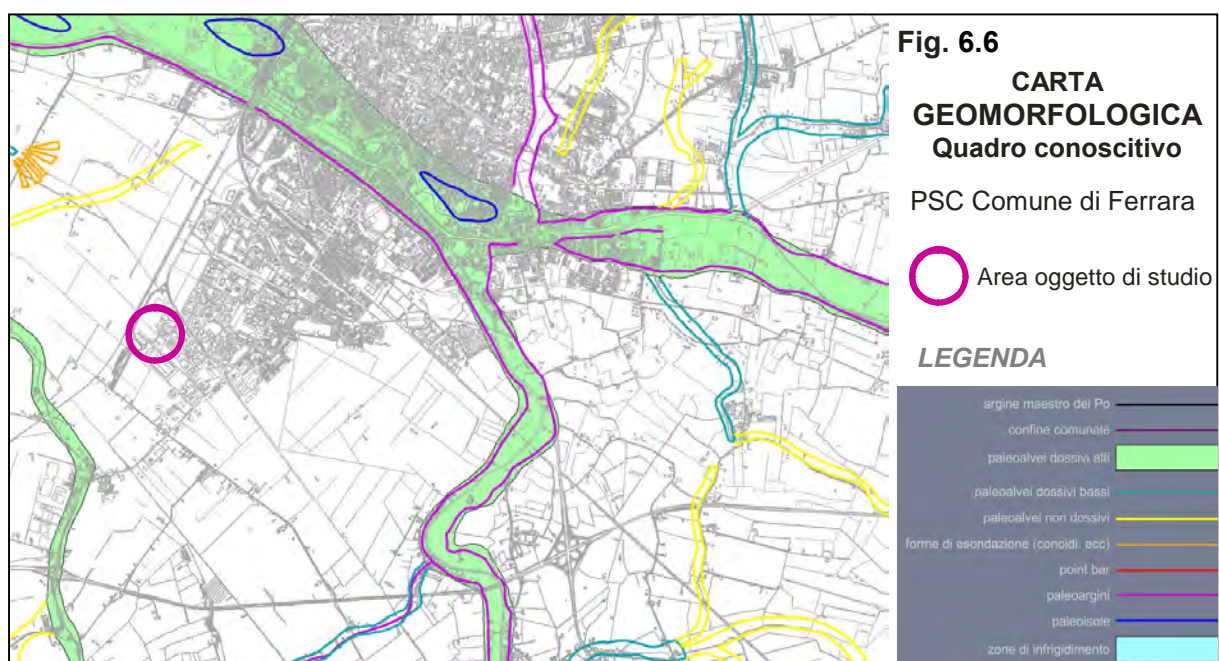 Fig. 6.6
CARTA
GEOMORFOLOGICA
Quadro conoscitivo
PSC Comune di Ferrara
Area oggetto di studio
LEGENDA
argine maestro del Po
confine comunale
paleoalvei dossivi alti
paleoalvei dossivi bassi
paleoalvei non dossivi
forme di esondazione (conoidi, ecc)
point bar
paleoargini
paleoisole
zone di infrigidimento